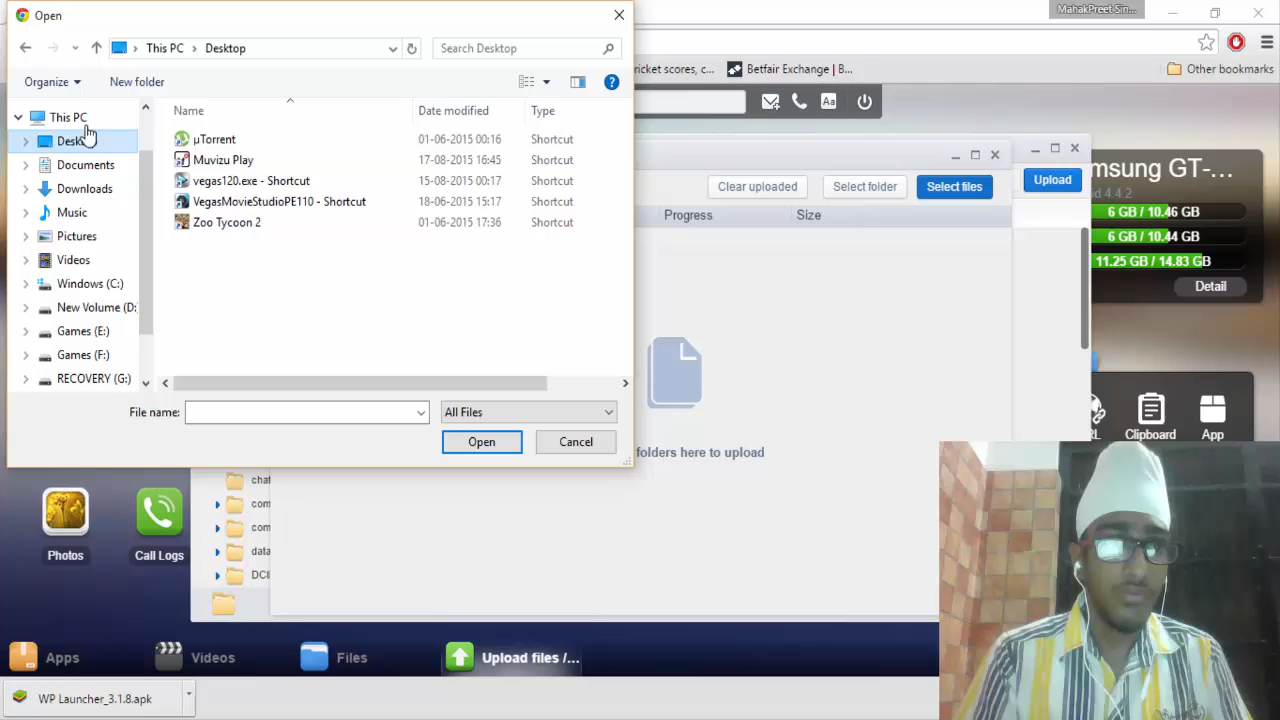 Open
MahakPreet Sin...
This PC
Desktop
Search Desktop
Organize
New folder
cricket scores, c...
Betfair Exchange | B...
Other bookmarks
Name
Date modified
Type
This PC
Documents
Downloads
Music
Pictures
Videos
Windows (C:)
New Volume (D:
Games (E:)
Games (F:)
RECOVERY (G:)
µTorrent 01-06-2015 00:16 Shortcut
Muvizu Play 17-08-2015 16:45 Shortcut
vegas120.exe - Shortcut 15-08-2015 00:17 Shortcut
VegasMovieStudioPE110 - Shortcut 18-06-2015 15:17 Shortcut
Zoo Tycoon 2 01-06-2015 17:36 Shortcut
File name:
All Files
Open
Cancel
Aa
Clear uploaded
Select folder
Select files
Upload
Progress
Size
folders here to upload
msung GT-...
id 4.4.2
6 GB / 10.46 GB
6 GB / 10.44 GB
11.25 GB / 14.83 GB
Detail
RL
Clipboard
App
chat
com
com
data
DCI
Photos
Call Logs
Apps
Videos
Files
Upload files /...
WP Launcher_3.1.8.apk